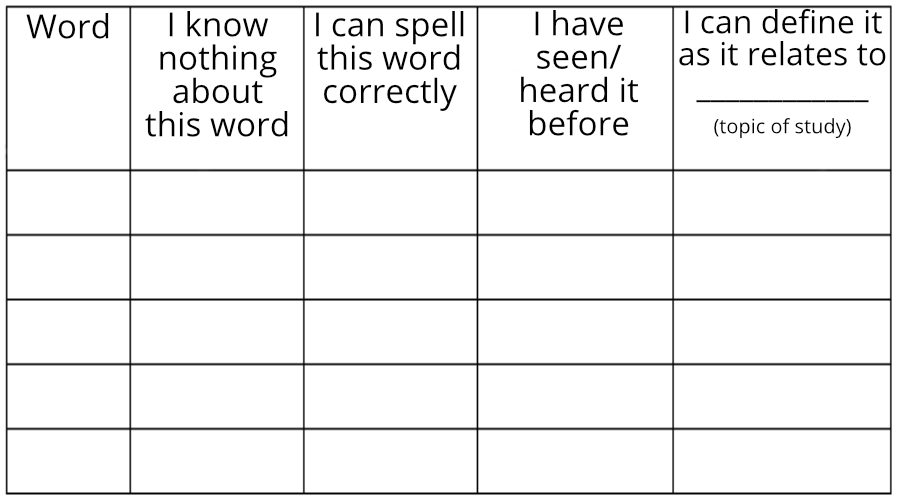 Word
I know
nothing
about
this word
I can spell
this word
correctly
I have
seen/
heard it
before
I can define it
as it relates to
______________
(topic of study)